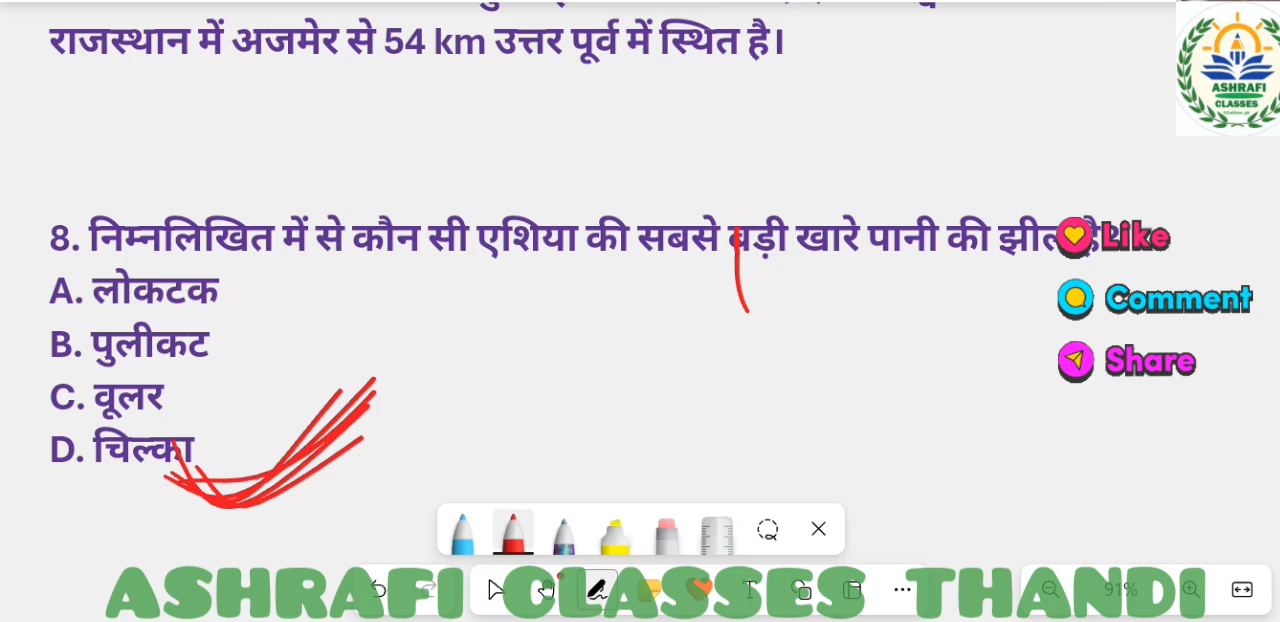 राजस्थान में अजमेर से 54 km उत्तर पूर्व में स्थित है।
ASHRAFI
CLASSES
8. निम्नलिखित में से कौन सी एशिया की सबसे बड़ी खारे पानी की झील है?
Like
A. लोकटक
Comment
B. पुलीकट
Share
C. वूलर
D. चिल्का
91%
ASHRAFI CLASSES THANDI